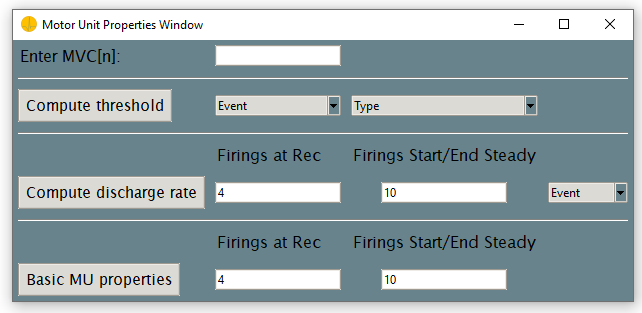 Motor Unit Properties Window
Enter MVC[n]:
Compute threshold Event Type
Firings at Rec Firings Start/End Steady
Compute discharge rate 4 10 Event
Firings at Rec Firings Start/End Steady
Basic MU properties 4 10